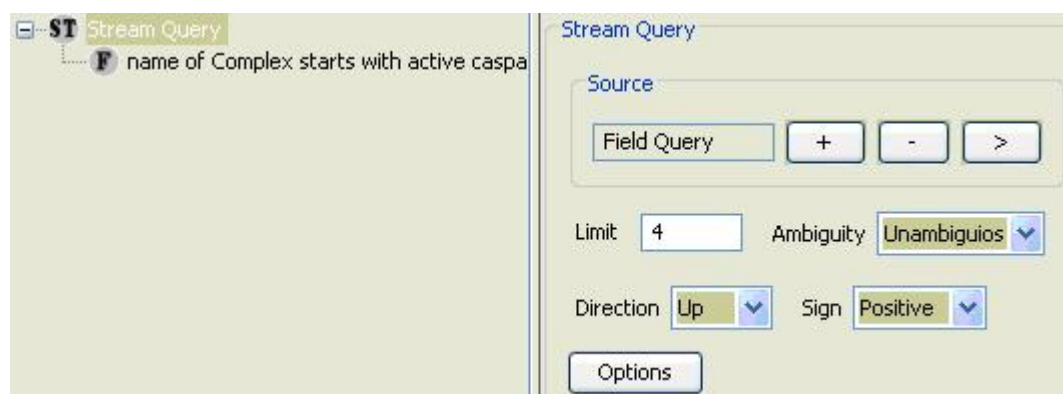 ST Stream Query
F name of Complex starts with active caspa
Stream Query
Source
Field Query + - >
Limit 4 Ambiguity Unambiguios
Direction Up Sign Positive
Options